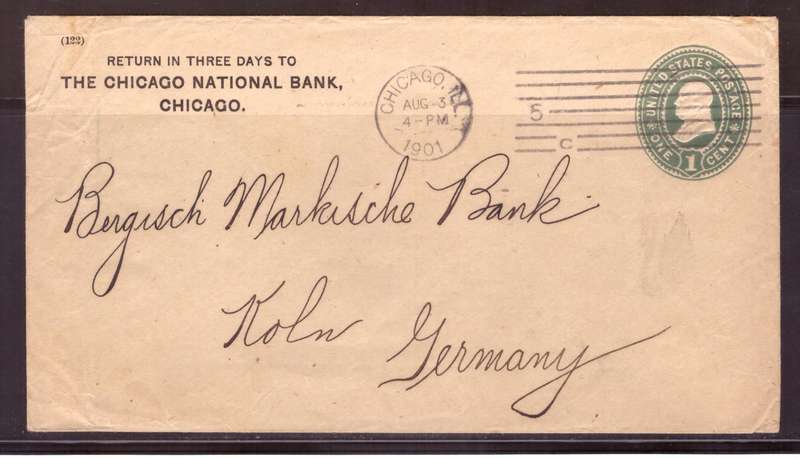 (122)
RETURN IN THREE DAYS TO
THE CHICAGO NATIONAL BANK,
CHICAGO.
CHICAGO, ILL.
AUG-3
4-PM
1901
5
C
UNITED STATES POSTAGE
ONE 1 CENT
Bergisch Markische Bank
Koln Germany